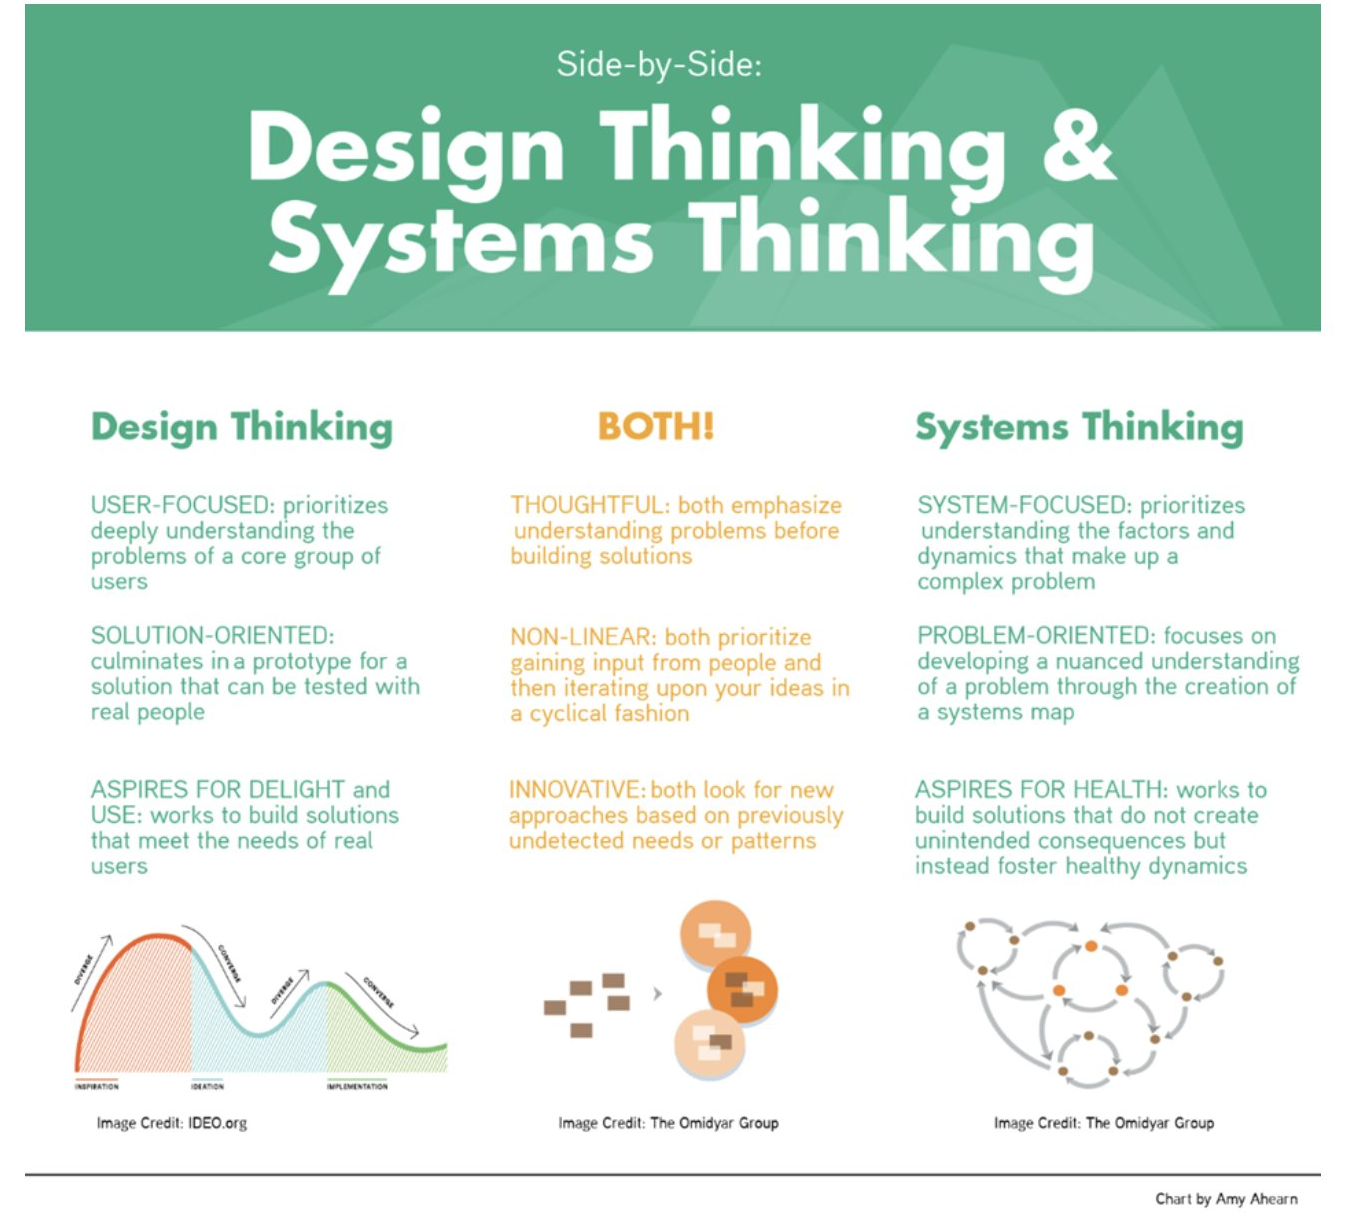 Side-by-Side:
Design Thinking &
Systems Thinking
Design Thinking
USER-FOCUSED: prioritizes
deeply understanding the
problems of a core group of
users
SOLUTION-ORIENTED:
culminates in a prototype for a
solution that can be tested with
real people
ASPIRES FOR DELIGHT and
USE: works to build solutions
that meet the needs of real
users
DIVERGE
CONVERGE
DIVERGE
CONVERGE
INSPIRATION
IDEATION
IMPLEMENTATION
Image Credit: IDEO.org
BOTH!
THOUGHTFUL: both emphasize
understanding problems before
building solutions
NON-LINEAR: both prioritize
gaining input from people and
then iterating upon your ideas in
a cyclical fashion
INNOVATIVE: both look for new
approaches based on previously
undetected needs or patterns
Image Credit: The Omidyar Group
Systems Thinking
SYSTEM-FOCUSED: prioritizes
understanding the factors and
dynamics that make up a
complex problem
PROBLEM-ORIENTED: focuses on
developing a nuanced understanding
of a problem through the creation of
a systems map
ASPIRES FOR HEALTH: works to
build solutions that do not create
unintended consequences but
instead foster healthy dynamics
Image Credit: The Omidyar Group
Chart by Amy Ahearn